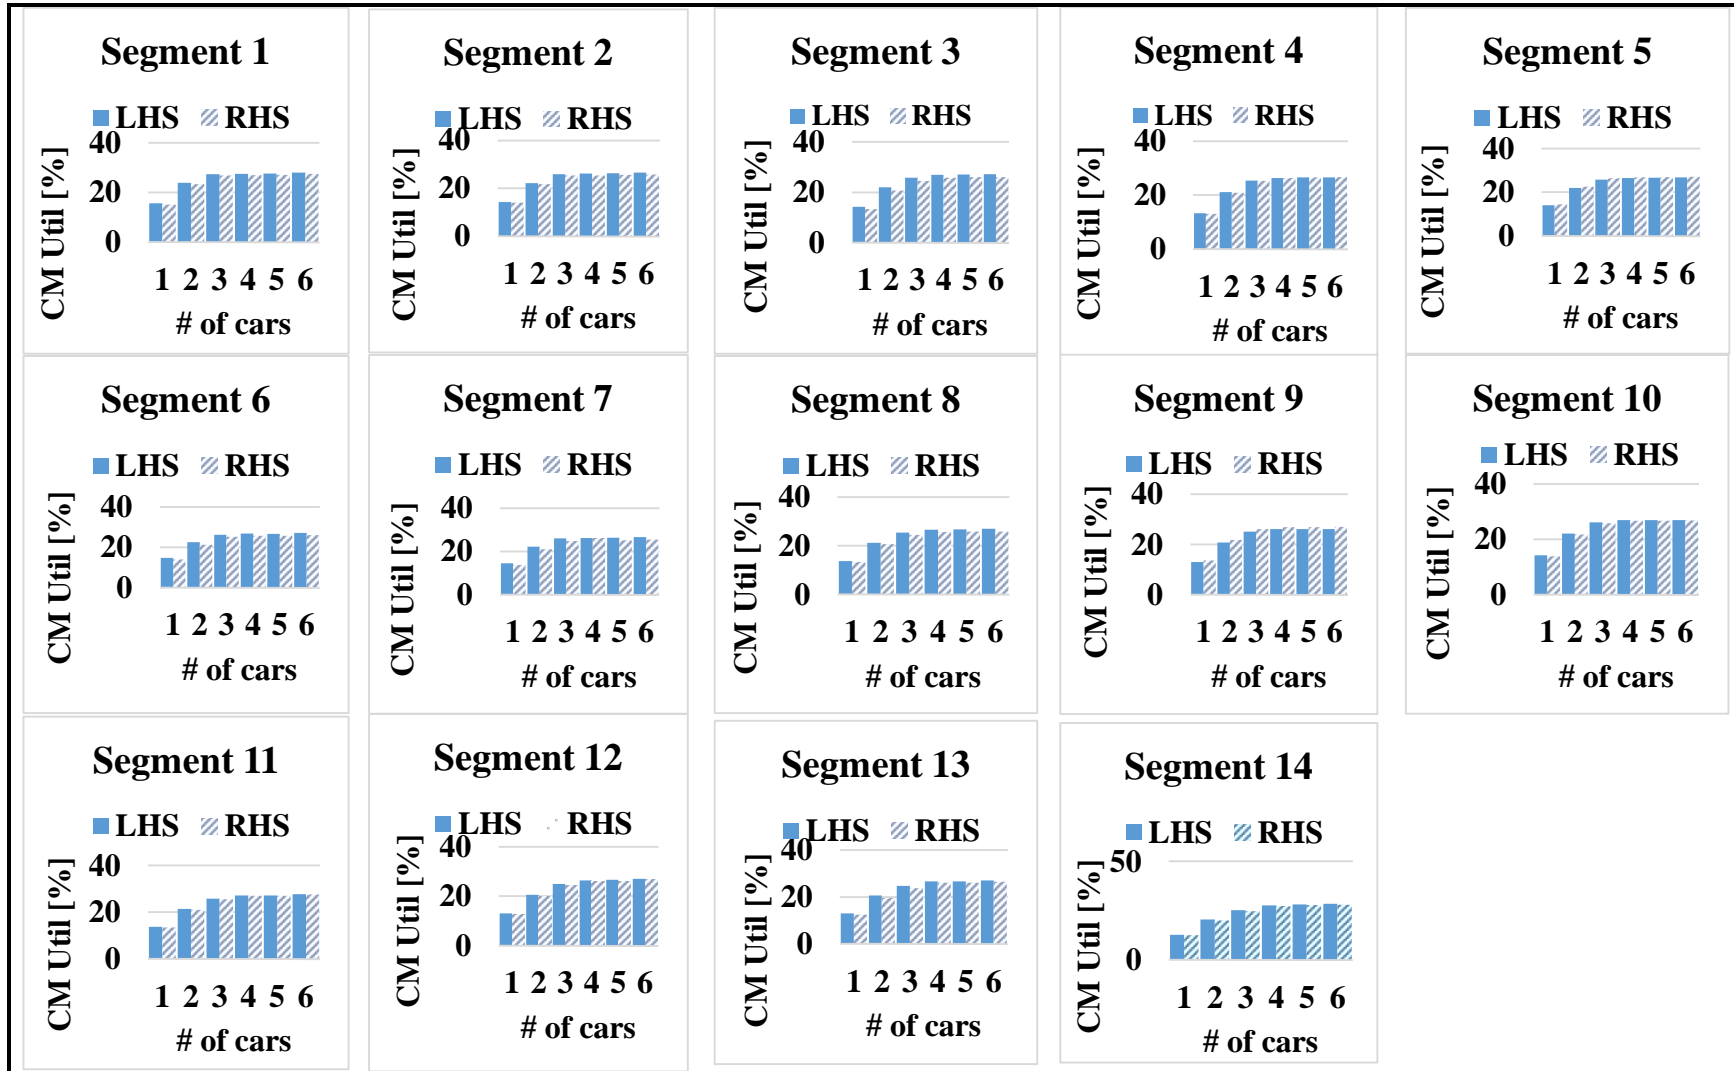 Segment 1
LHS RHS
CM Util [%]
40
20
0
1 2 3 4 5 6
# of cars
Segment 2
LHS RHS
CM Util [%]
40
20
0
1 2 3 4 5 6
# of cars
Segment 3
LHS RHS
CM Util [%]
40
20
0
1 2 3 4 5 6
# of cars
Segment 4
LHS RHS
CM Util [%]
40
20
0
1 2 3 4 5 6
# of cars
Segment 5
LHS RHS
CM Util [%]
40
20
0
1 2 3 4 5 6
# of cars
Segment 6
LHS RHS
CM Util [%]
40
20
0
1 2 3 4 5 6
# of cars
Segment 7
LHS RHS
CM Util [%]
40
20
0
1 2 3 4 5 6
# of cars
Segment 8
LHS RHS
CM Util [%]
40
20
0
1 2 3 4 5 6
# of cars
Segment 9
LHS RHS
CM Util [%]
40
20
0
1 2 3 4 5 6
# of cars
Segment 10
LHS RHS
CM Util [%]
40
20
0
1 2 3 4 5 6
# of cars
Segment 11
LHS RHS
CM Util [%]
40
20
0
1 2 3 4 5 6
# of cars
Segment 12
LHS RHS
CM Util [%]
40
20
0
1 2 3 4 5 6
# of cars
Segment 13
LHS RHS
CM Util [%]
40
20
0
1 2 3 4 5 6
# of cars
Segment 14
LHS RHS
CM Util [%]
50
0
1 2 3 4 5 6
# of cars